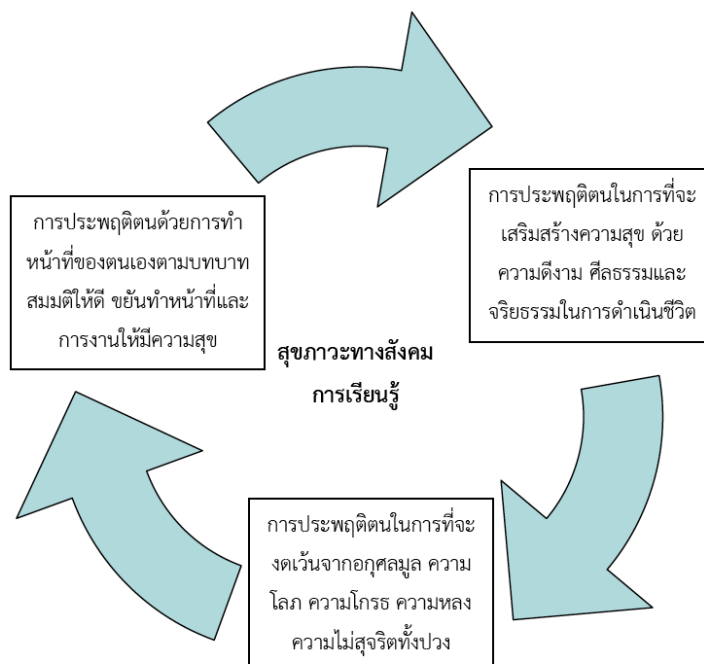 การประพฤติตนด้วยการทำ
หน้าที่ของตนเองตามบทบาท
สมมติให้ดี ขยันทำหน้าที่และ
การงานให้มีความสุข
การประพฤติตนในการที่จะ
เสริมสร้างความสุข ด้วย
ความดีงาม ศีลธรรมและ
จริยธรรมในการดำเนินชีวิต
สุขภาวะทางสังคม
การเรียนรู้
การประพฤติตนในการที่จะ
งดเว้นจากอกุศลมูล ความ
โลภ ความโกรธ ความหลง
ความไม่สุจริตทั้งปวง